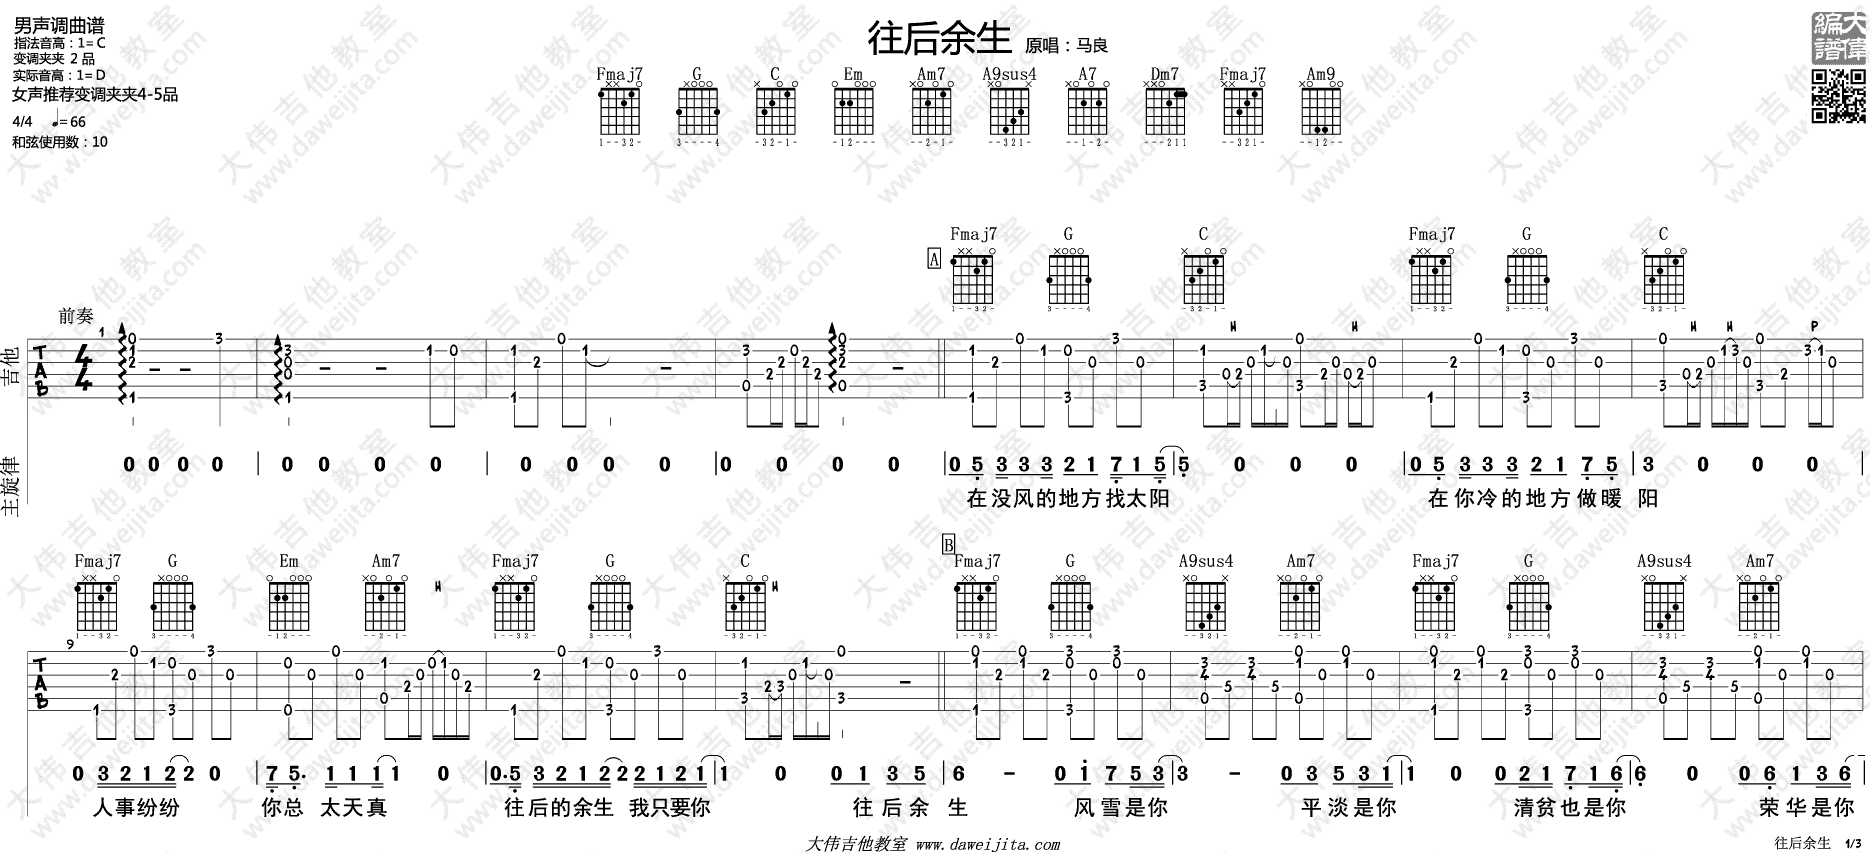 男声调曲谱
指法音高：1=C
变调夹夹 2 品
实际音高：1=D
女声推荐变调夹夹4-5品
4/4 ♩=66
和弦使用数：10
往后余生 原唱：马良
大偉
編譜
Fmaj7 G C Em Am7 A9sus4 A7 Dm7 Fmaj7 Am9
A Fmaj7 G C Fmaj7 G C
前奏
吉他
TAB 4/4
主旋律
0 0 0 0 | 0 0 0 0 | 0 0 0 0 | 0 0 0 0 | 0 5 3 3 3 2 1 7 1 5 | 5 0 0 0 | 0 5 3 3 3 2 1 7 5 | 3 0 0 0 |
在没风的地方找太阳 在你冷的地方做暖 阳
Fmaj7 G Em Am7 Fmaj7 G C B Fmaj7 G A9sus4 Am7 Fmaj7 G A9sus4 Am7
9
TAB
0 3 2 1 2 2 0 | 7 5. 1 1 1 1 0 | 0.5 3 2 1 2 2 2 1 2 1 | 1 0 0 1 3 5 | 6 - 0 1 7 5 3 | 3 - 0 3 5 3 1 | 1 0 0 2 1 7 1 6 | 6 0 0 6 1 3 6 |
人事纷纷 你总 太天真 往后的余生 我只要你 往后余 生 风雪是你 平淡是你 清贫也是你 荣华是你
大伟吉他教室 www.daweijita.com
往后余生 1/3